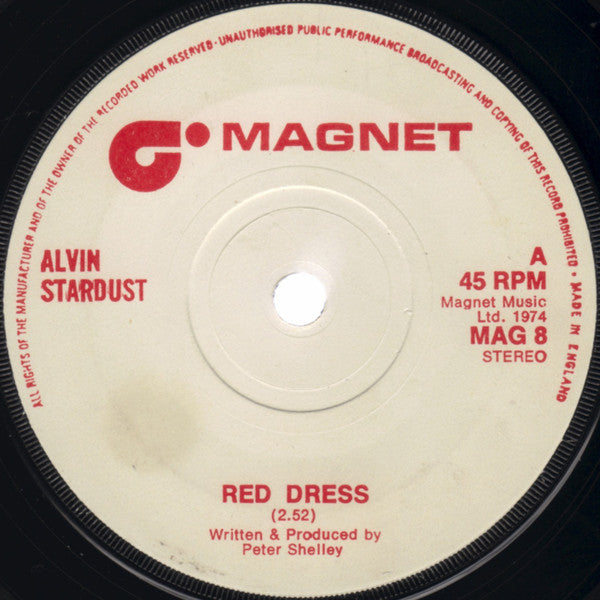 ALL RIGHTS OF THE MANUFACTURER AND OF THE OWNER OF THE RECORDED WORK RESERVED · UNAUTHORISED PUBLIC PERFORMANCE BROADCASTING AND COPYING OF THIS RECORD PROHIBITED · MADE IN ENGLAND
MAGNET
ALVIN
STARDUST
A
45 RPM
Magnet Music
Ltd. 1974
MAG 8
STEREO
RED DRESS
(2.52)
Written & Produced by
Peter Shelley